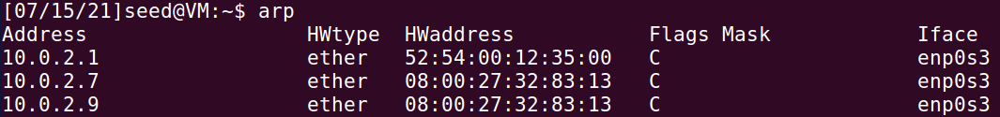 [07/15/21]seed@VM:~$ arp
Address                  HWtype  HWaddress           Flags Mask            Iface
10.0.2.1                 ether   52:54:00:12:35:00   C                     enp0s3
10.0.2.7                 ether   08:00:27:32:83:13   C                     enp0s3
10.0.2.9                 ether   08:00:27:32:83:13   C                     enp0s3